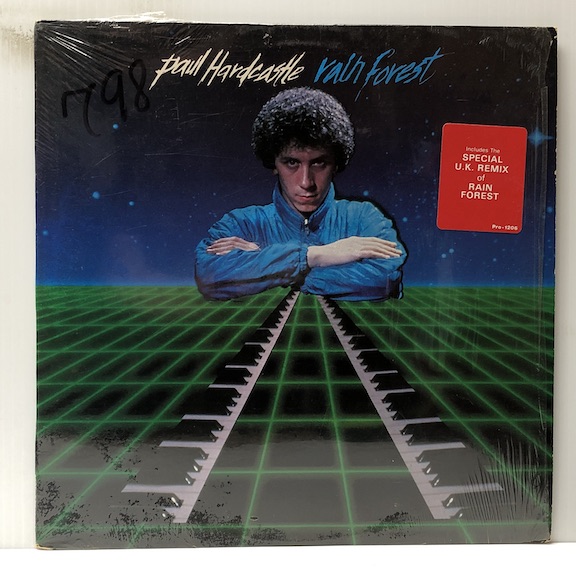 paul Hardcastle rain forest
798
Includes The
SPECIAL
U.K. REMIX
of
RAIN
FOREST
Pro-1206